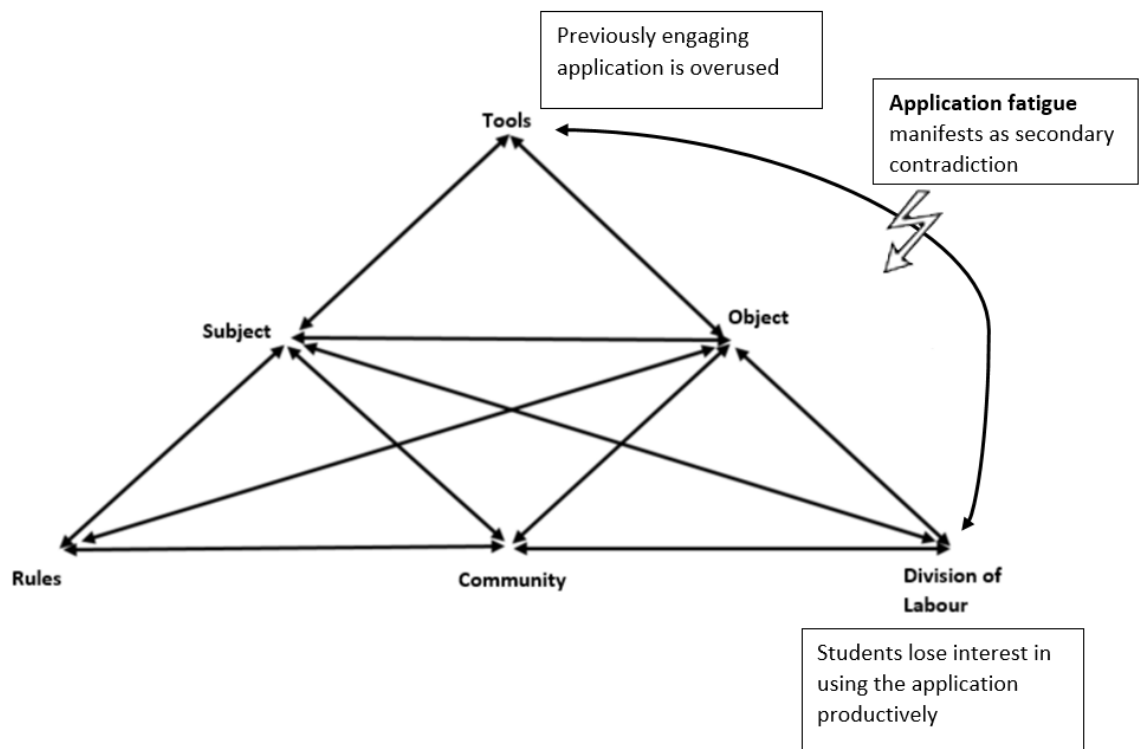 Previously engaging
application is overused
Application fatigue
manifests as secondary
contradiction
Tools
Subject
Object
Rules
Community
Division of
Labour
Students lose interest in
using the application
productively